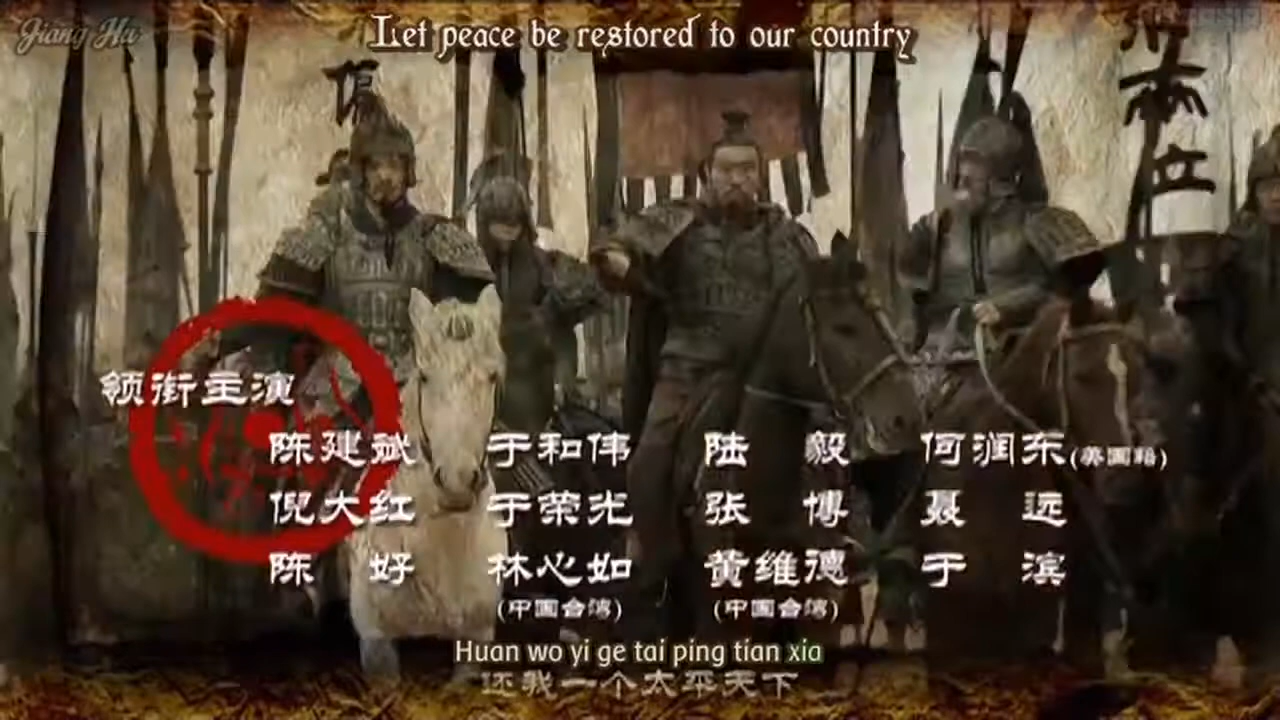 Jiang Hu
Let peace be restored to our country
领衔主演
陈建斌 于和伟 陆 毅 何润东(美国籍)
倪大红 于荣光 张 博 聂 远
陈 好 林心如 黄维德 于 滨
(中国台湾) (中国台湾)
Huan wo yi ge tai ping tian xia
还我一个太平天下